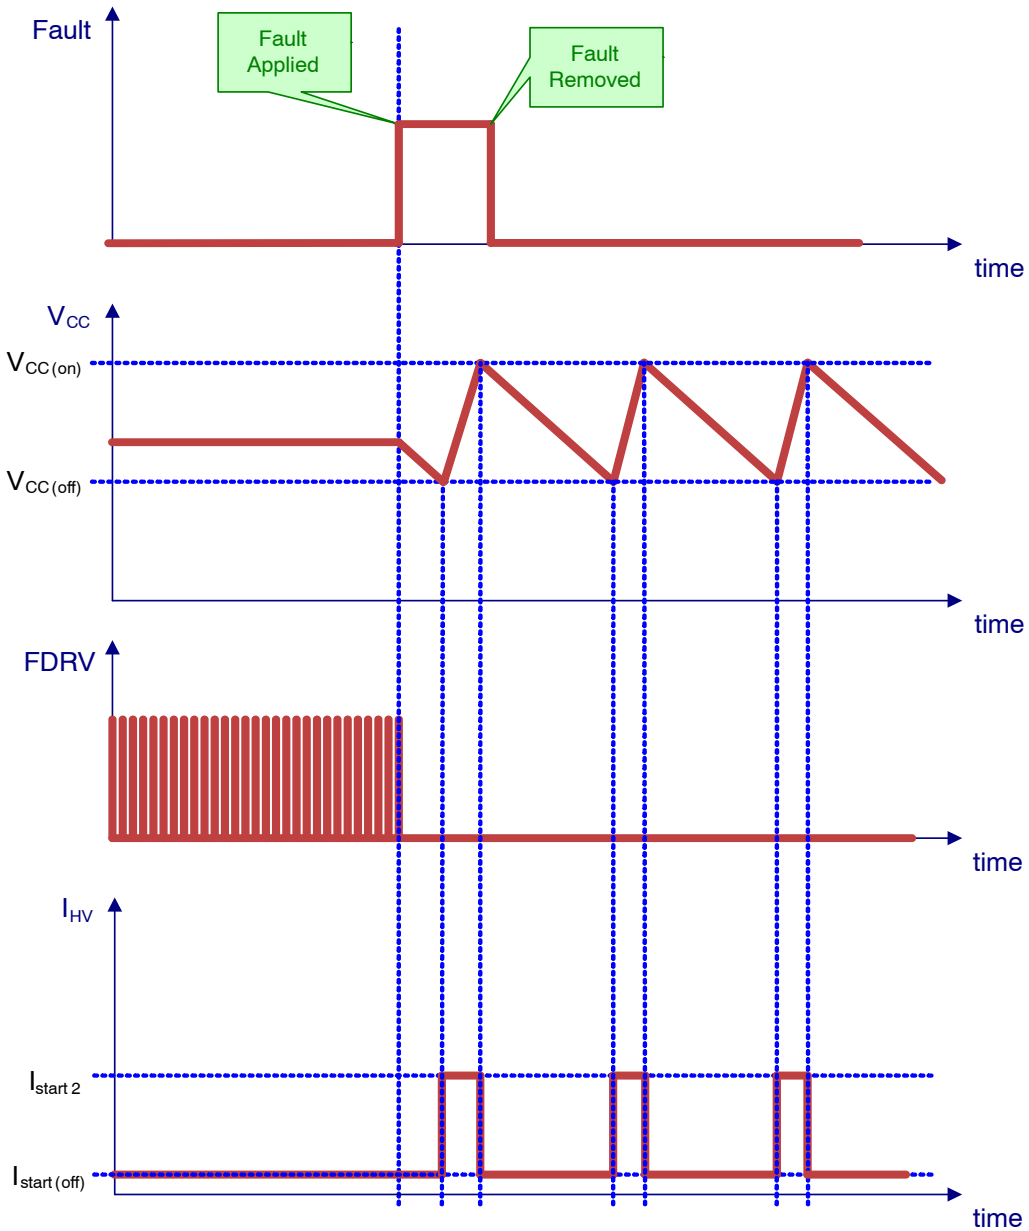 Fault
Fault
Applied
Fault
Removed
time
VCC
VCC(on)
VCC(off)
time
FDRV
time
IHV
Istart 2
Istart(off)
time